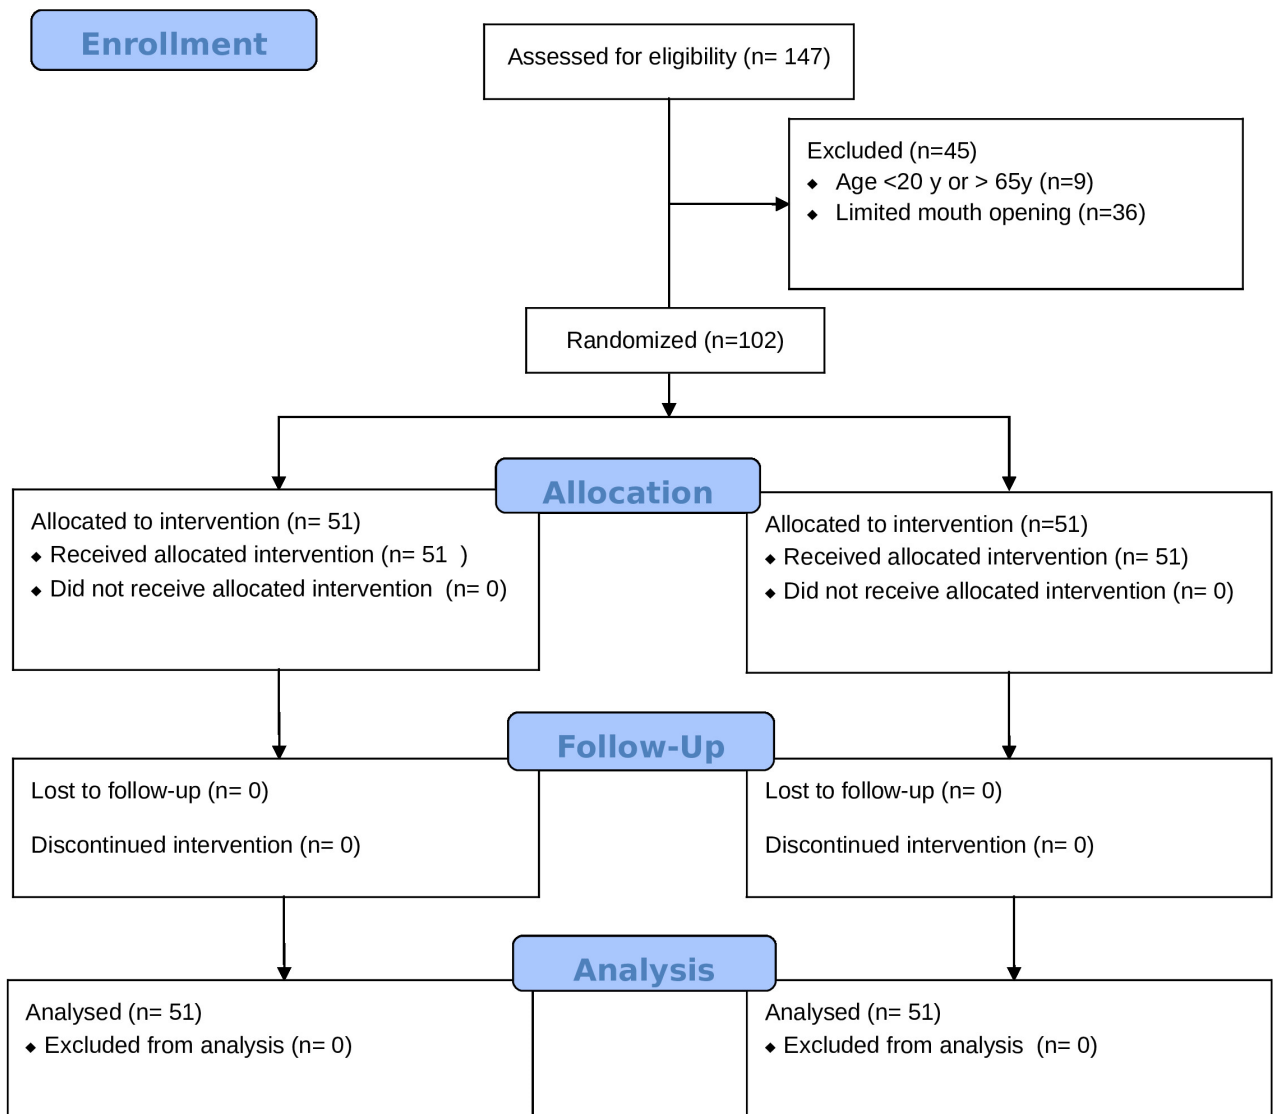 Enrollment
Assessed for eligibility (n= 147)
Excluded (n=45)
◆ Age <20 y or > 65y (n=9)
◆ Limited mouth opening (n=36)
Randomized (n=102)
Allocation
Allocated to intervention (n= 51)
◆ Received allocated intervention (n= 51  )
◆ Did not receive allocated intervention  (n= 0)
Allocated to intervention (n=51)
◆ Received allocated intervention (n= 51)
◆ Did not receive allocated intervention (n= 0)
Follow-Up
Lost to follow-up (n= 0)
Discontinued intervention (n= 0)
Lost to follow-up (n= 0)
Discontinued intervention (n= 0)
Analysis
Analysed (n= 51)
◆ Excluded from analysis (n= 0)
Analysed (n= 51)
◆ Excluded from analysis  (n= 0)